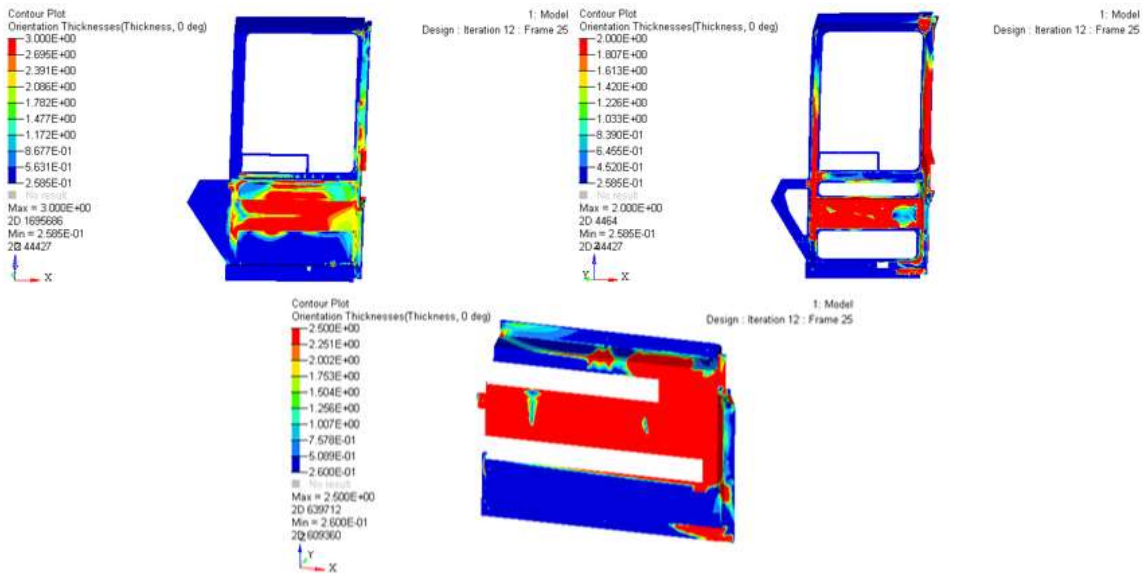 Contour Plot
Orientation Thicknesses(Thickness, 0 deg)
1: Model
Design : Iteration 12 : Frame 25
3.000E+00
2.695E+00
2.391E+00
2.086E+00
1.782E+00
1.477E+00
1.172E+00
8.677E-01
5.631E-01
2.585E-01
No result
Max = 3.000E+00
2D 1695686
Min = 2.585E-01
2D 44427
Z
X
Contour Plot
Orientation Thicknesses(Thickness, 0 deg)
1: Model
Design : Iteration 12 : Frame 25
2.000E+00
1.807E+00
1.613E+00
1.420E+00
1.226E+00
1.033E+00
8.390E-01
6.455E-01
4.520E-01
2.585E-01
No result
Max = 2.000E+00
2D 4464
Min = 2.585E-01
2D 44427
Z
Y X
Contour Plot
Orientation Thicknesses(Thickness, 0 deg)
1: Model
Design : Iteration 12 : Frame 25
2.500E+00
2.251E+00
2.002E+00
1.753E+00
1.504E+00
1.256E+00
1.007E+00
7.578E-01
5.089E-01
2.600E-01
No result
Max = 2.500E+00
2D 639712
Min = 2.600E-01
2D 609360
Z
Y
X